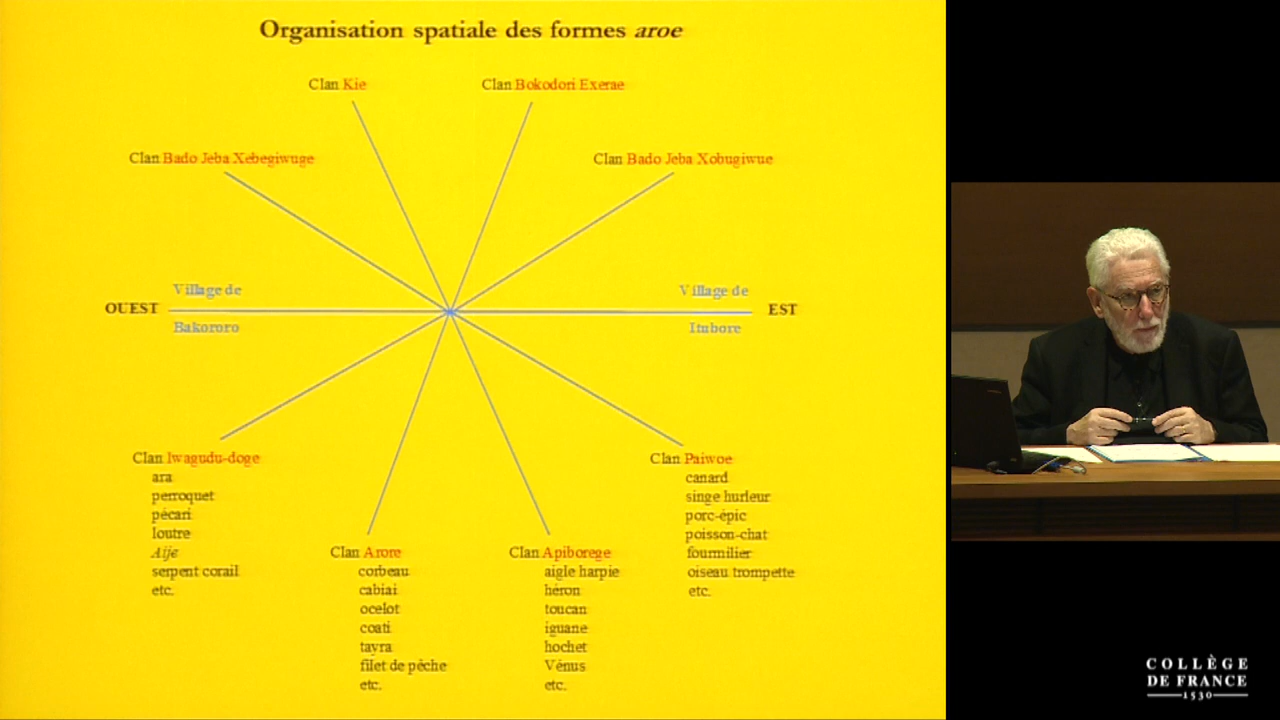 Organisation spatiale des formes aroe
Clan Kie
Clan Bokodori Exerae
Clan Bado Jeba Xebegiwuge
Clan Bado Jeba Xobugiwue
OUEST
Village de
Bakororo
Village de
Itubore
EST
Clan Iwagudu-doge
ara
perroquet
pécari
loutre
Aije
serpent corail
etc.
Clan Arore
corbeau
cabiai
ocelot
coati
tayra
filet de pêche
etc.
Clan Apiborege
aigle harpie
héron
toucan
iguane
hochet
Vénus
etc.
Clan Paiwoe
canard
singe hurleur
porc-épic
poisson-chat
fourmilier
oiseau trompette
etc.
COLLÈGE
DE FRANCE
1530